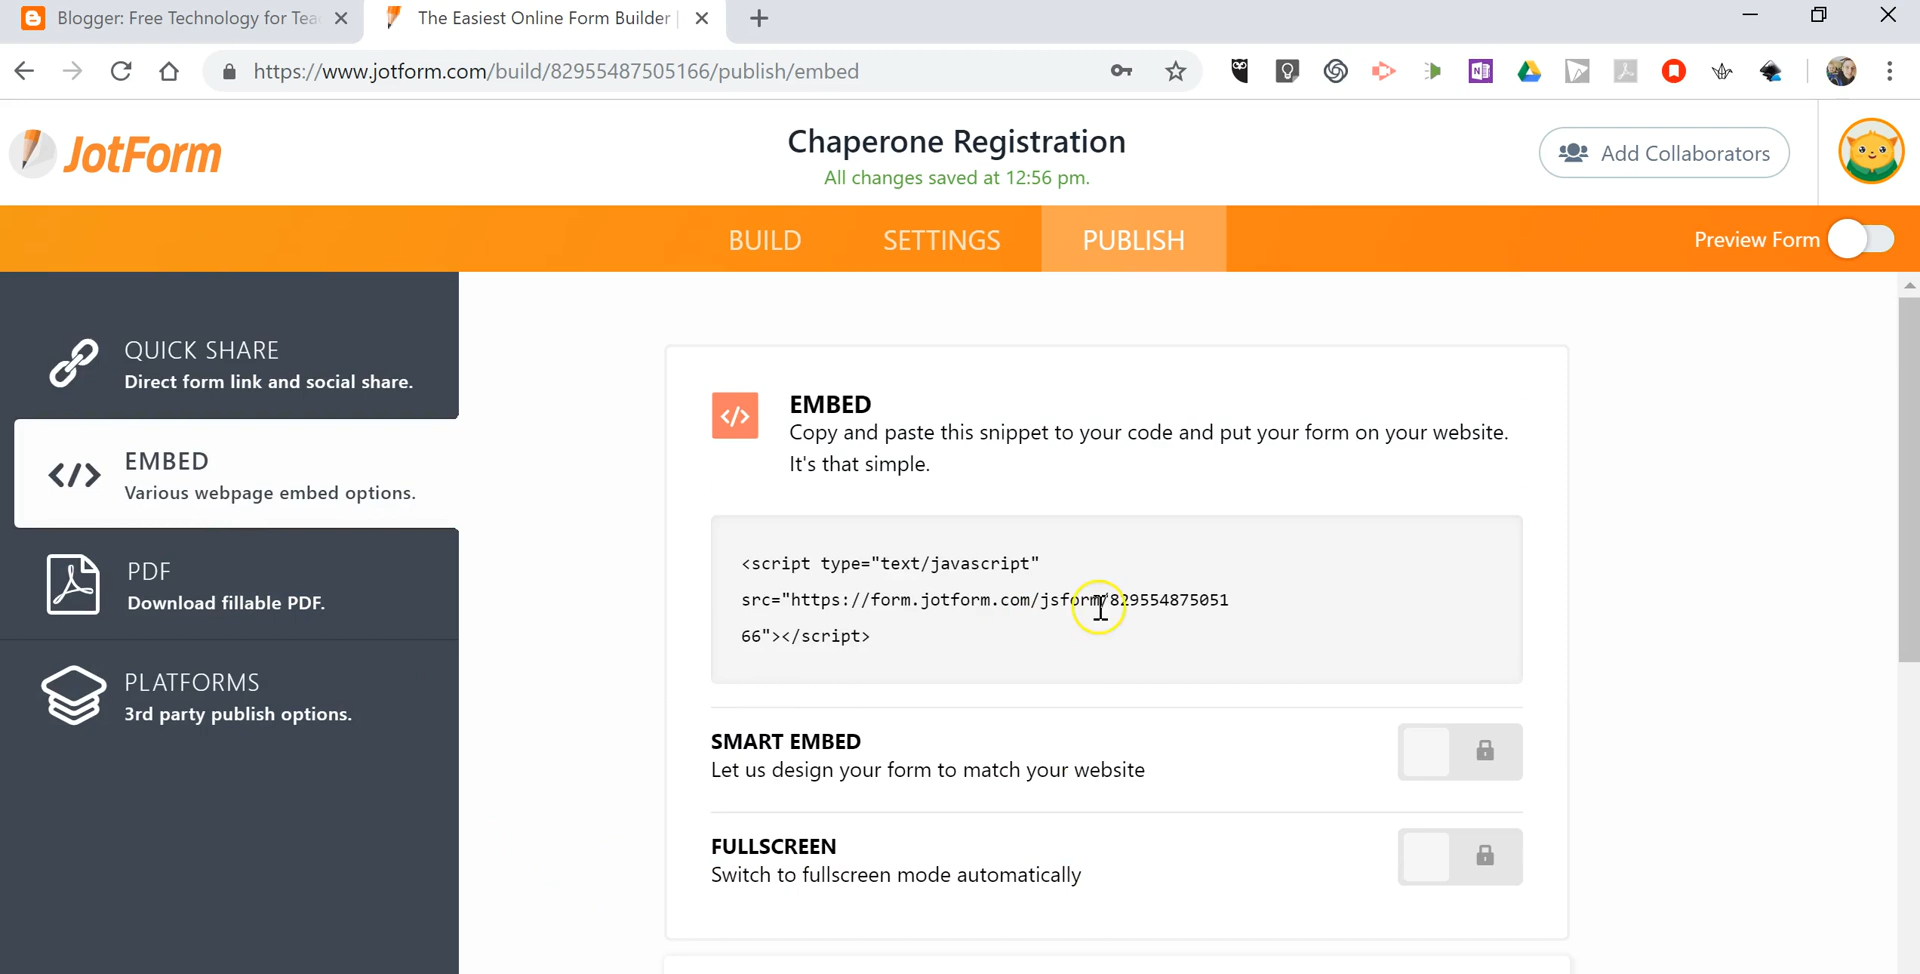 Blogger: Free Technology for Tea
The Easiest Online Form Builder
https://www.jotform.com/build/82955487505166/publish/embed
JotForm
Chaperone Registration
All changes saved at 12:56 pm.
Add Collaborators
BUILD
SETTINGS
PUBLISH
Preview Form
QUICK SHARE
Direct form link and social share.
EMBED
Various webpage embed options.
PDF
Download fillable PDF.
PLATFORMS
3rd party publish options.
EMBED
Copy and paste this snippet to your code and put your form on your website.
It's that simple.
<script type="text/javascript"
src="https://form.jotform.com/jsform/829554875051
66"></script>
SMART EMBED
Let us design your form to match your website
FULLSCREEN
Switch to fullscreen mode automatically